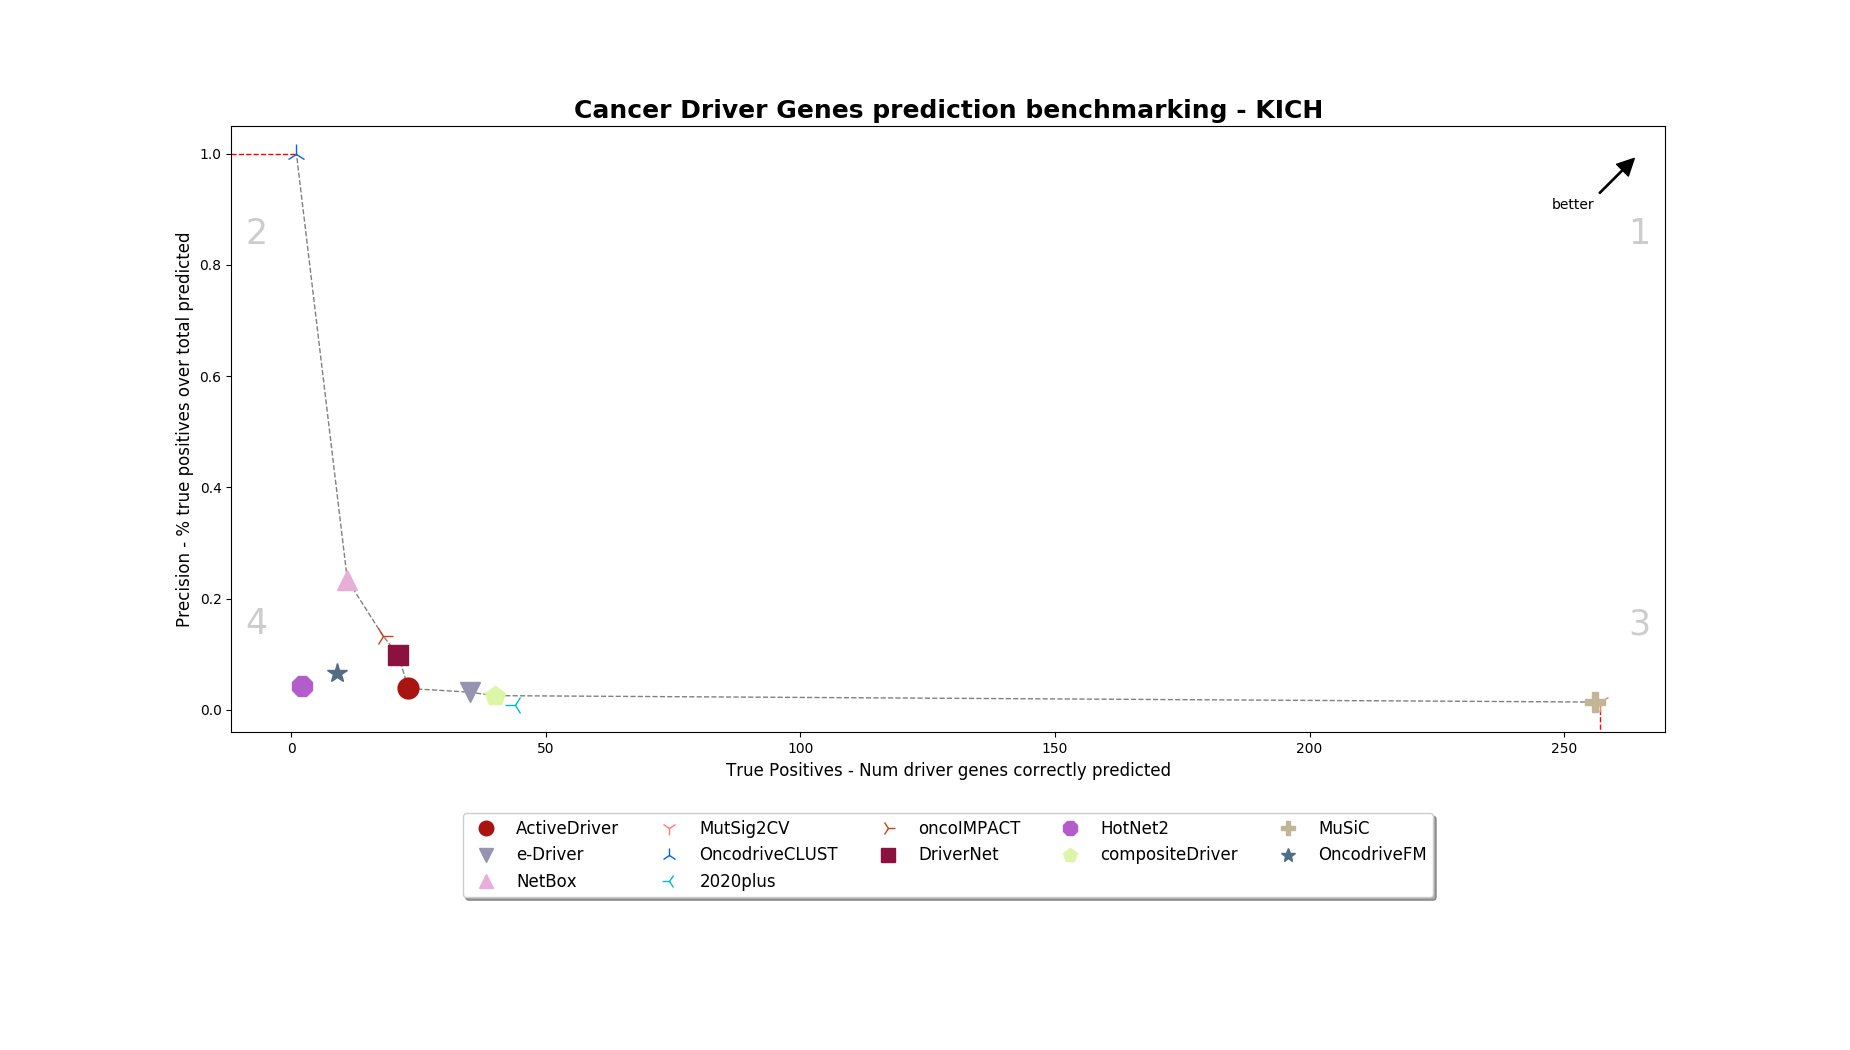 Cancer Driver Genes prediction benchmarking - KICH
Precision - % true positives over total predicted
1.0
0.8
0.6
0.4
0.2
0.0
2
1
4
3
better
0
50
100
150
200
250
True Positives - Num driver genes correctly predicted
ActiveDriver
MutSig2CV
oncoIMPACT
HotNet2
MuSiC
e-Driver
OncodriveCLUST
DriverNet
compositeDriver
OncodriveFM
NetBox
2020plus